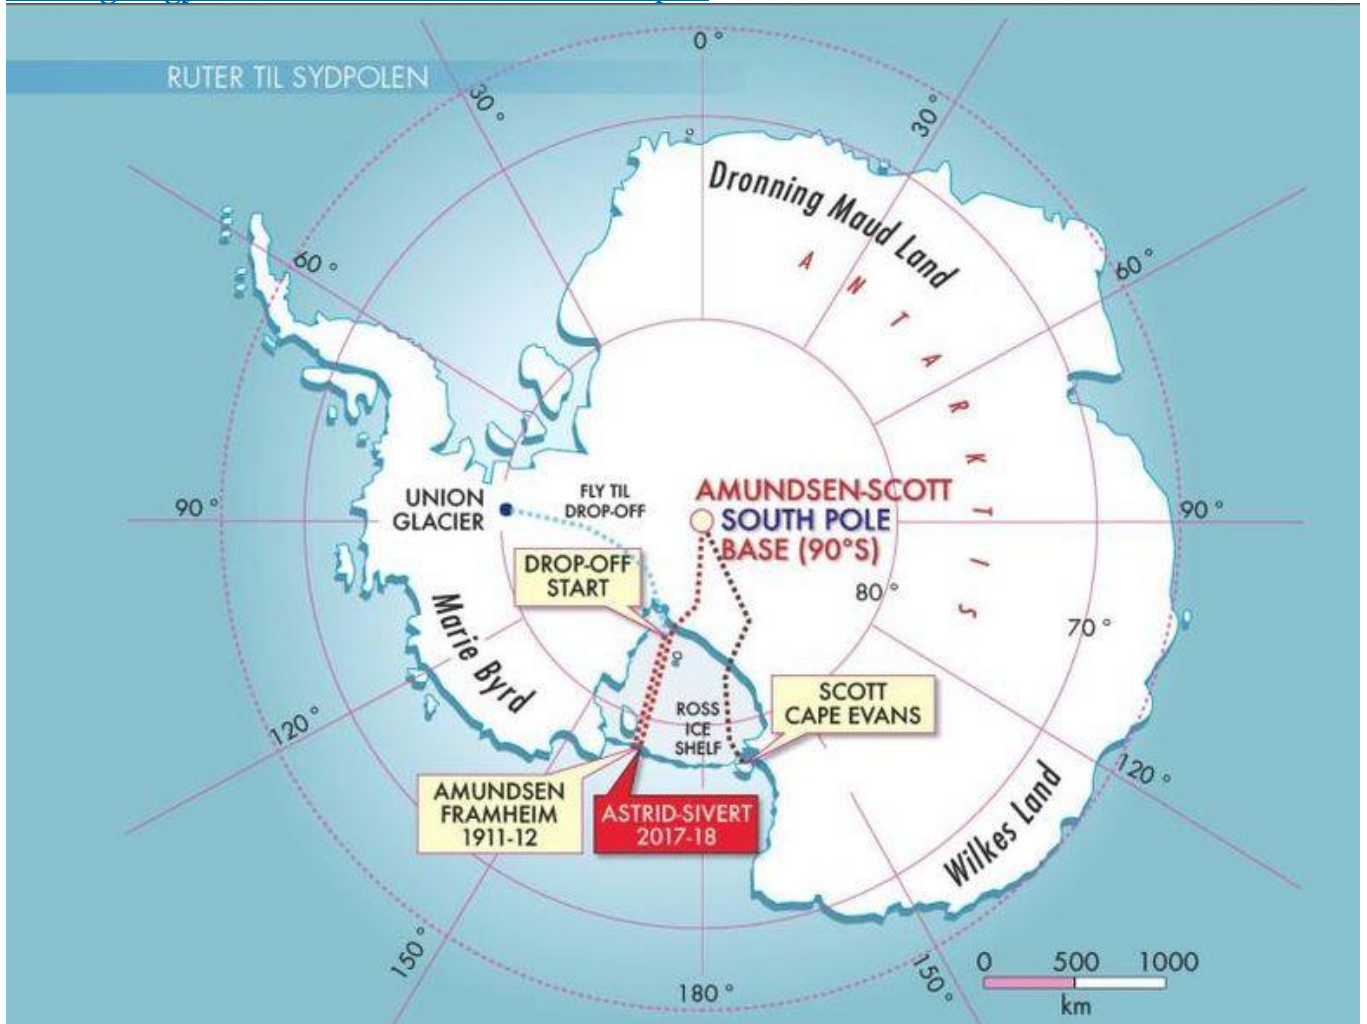 RUTER TIL SYDPOLEN
0°
30°
30°
60°
60°
Dronning Maud Land
ANTARKTIS
90°
90°
UNION
GLACIER
FLY TIL
DROP-OFF
AMUNDSEN-SCOTT
SOUTH POLE
BASE (90°S)
DROP-OFF
START
80°
70°
Marie Byrd
ROSS
ICE
SHELF
SCOTT
CAPE EVANS
120°
120°
AMUNDSEN
FRAMHEIM
1911-12
ASTRID-SIVERT
2017-18
Wilkes Land
150°
150°
180°
0 500 1000
km